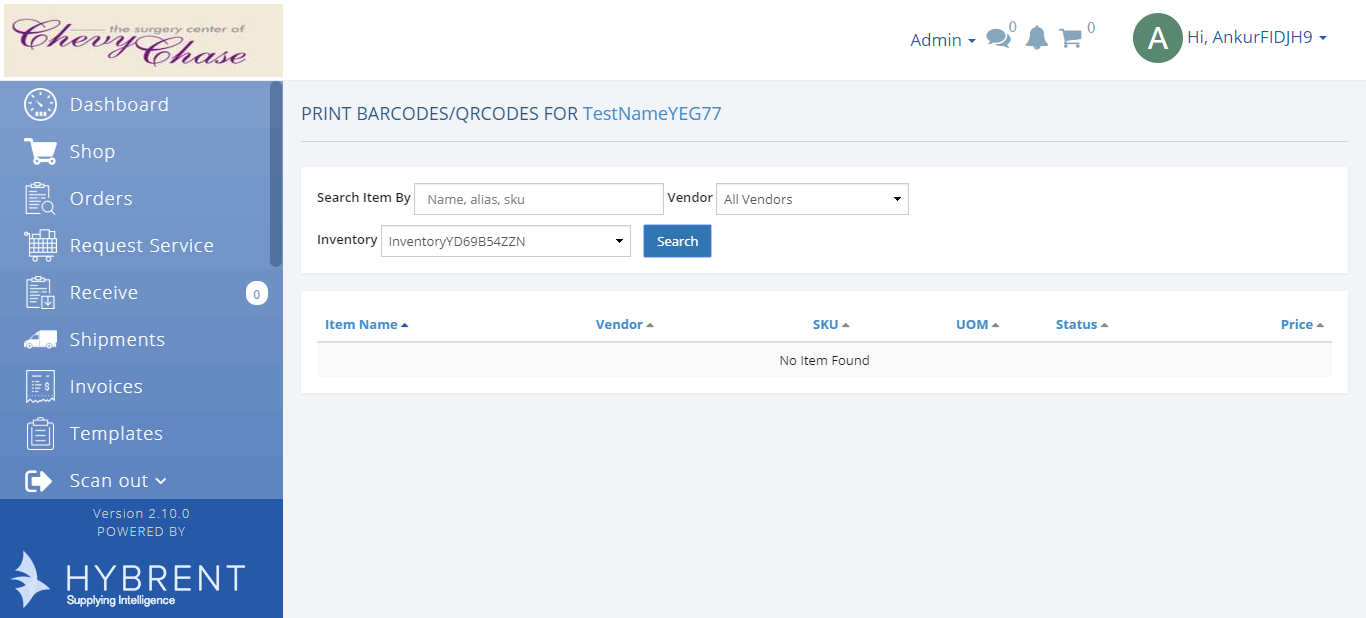 the surgery center of
Chevy Chase
Admin
0
0
A
Hi, AnkurFIDJH9
Dashboard
Shop
Orders
Request Service
Receive
0
Shipments
Invoices
Templates
Scan out
Version 2.10.0
POWERED BY
HYBRENT
Supplying Intelligence
PRINT BARCODES/QRCODES FOR TestNameYEG77
Search Item By Name, alias, sku Vendor All Vendors
Inventory InventoryYD69B54ZZN Search
Item Name Vendor SKU UOM Status Price
No Item Found